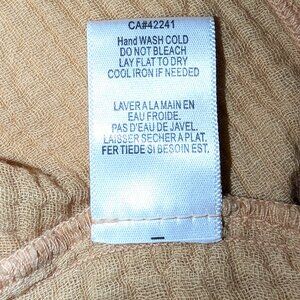 CA#42241
Hand WASH COLD
DO NOT BLEACH
LAY FLAT TO DRY
COOL IRON IF NEEDED
LAVER A LA MAIN EN
EAU FROIDE.
PAS D'EAU DE JAVEL.
LAISSER SECHER A PLAT.
FER TIEDE SI BESOIN EST.